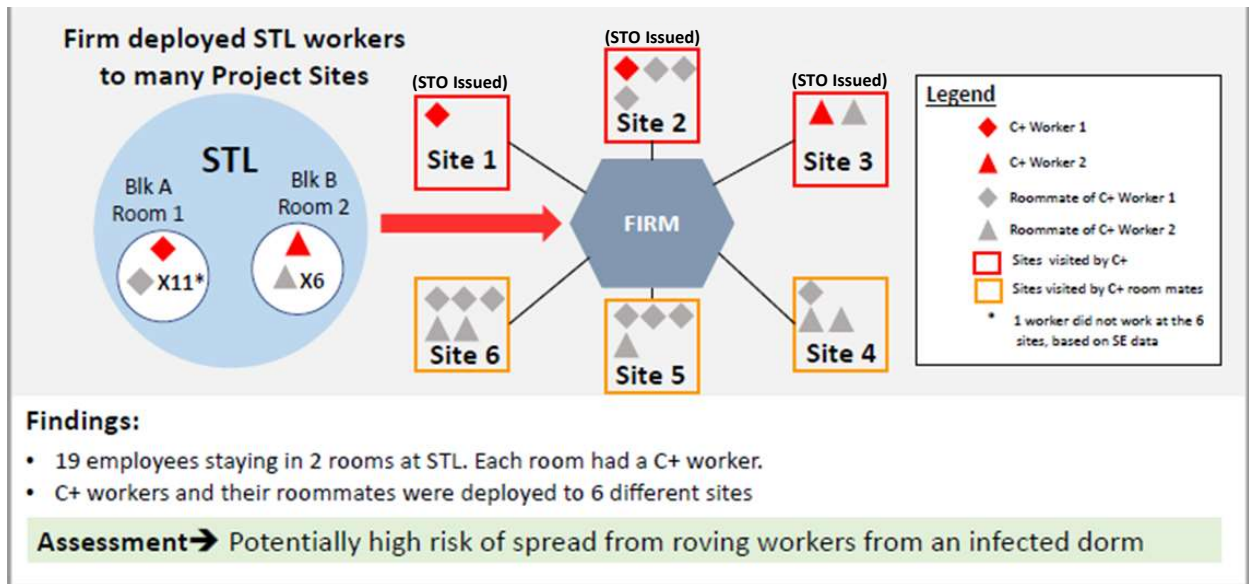 Firm deployed STL workers
to many Project Sites
STL
Blk A
Room 1
Blk B
Room 2
X11*
X6
(STO Issued)
Site 1
(STO Issued)
Site 2
(STO Issued)
Site 3
FIRM
Site 6
Site 5
Site 4
Legend
C+ Worker 1
C+ Worker 2
Roommate of C+ Worker 1
Roommate of C+ Worker 2
Sites visited by C+
Sites visited by C+ room mates
* 1 worker did not work at the 6
sites, based on SE data
Findings:
• 19 employees staying in 2 rooms at STL. Each room had a C+ worker.
• C+ workers and their roommates were deployed to 6 different sites
Assessment➔ Potentially high risk of spread from roving workers from an infected dorm